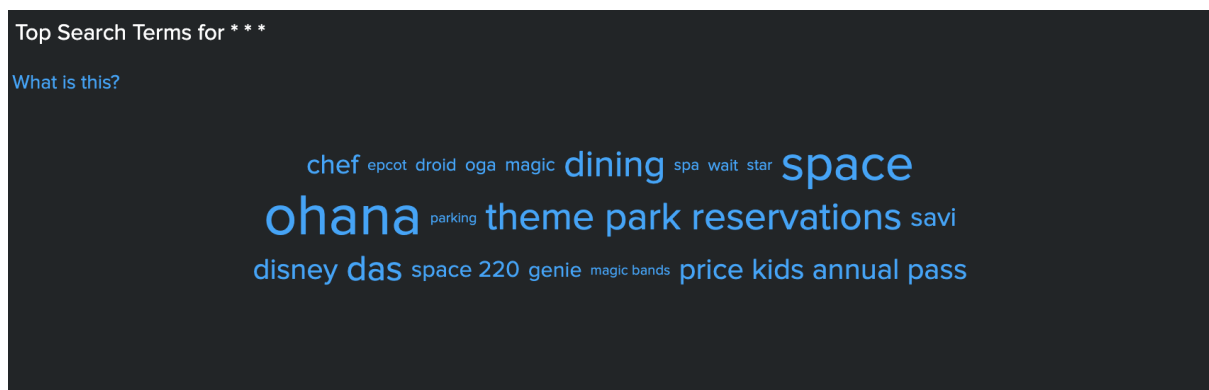 Top Search Terms for * * *
What is this?
chef epcot droid oga magic dining spa wait star space
ohana parking theme park reservations savi
disney das space 220 genie magic bands price kids annual pass